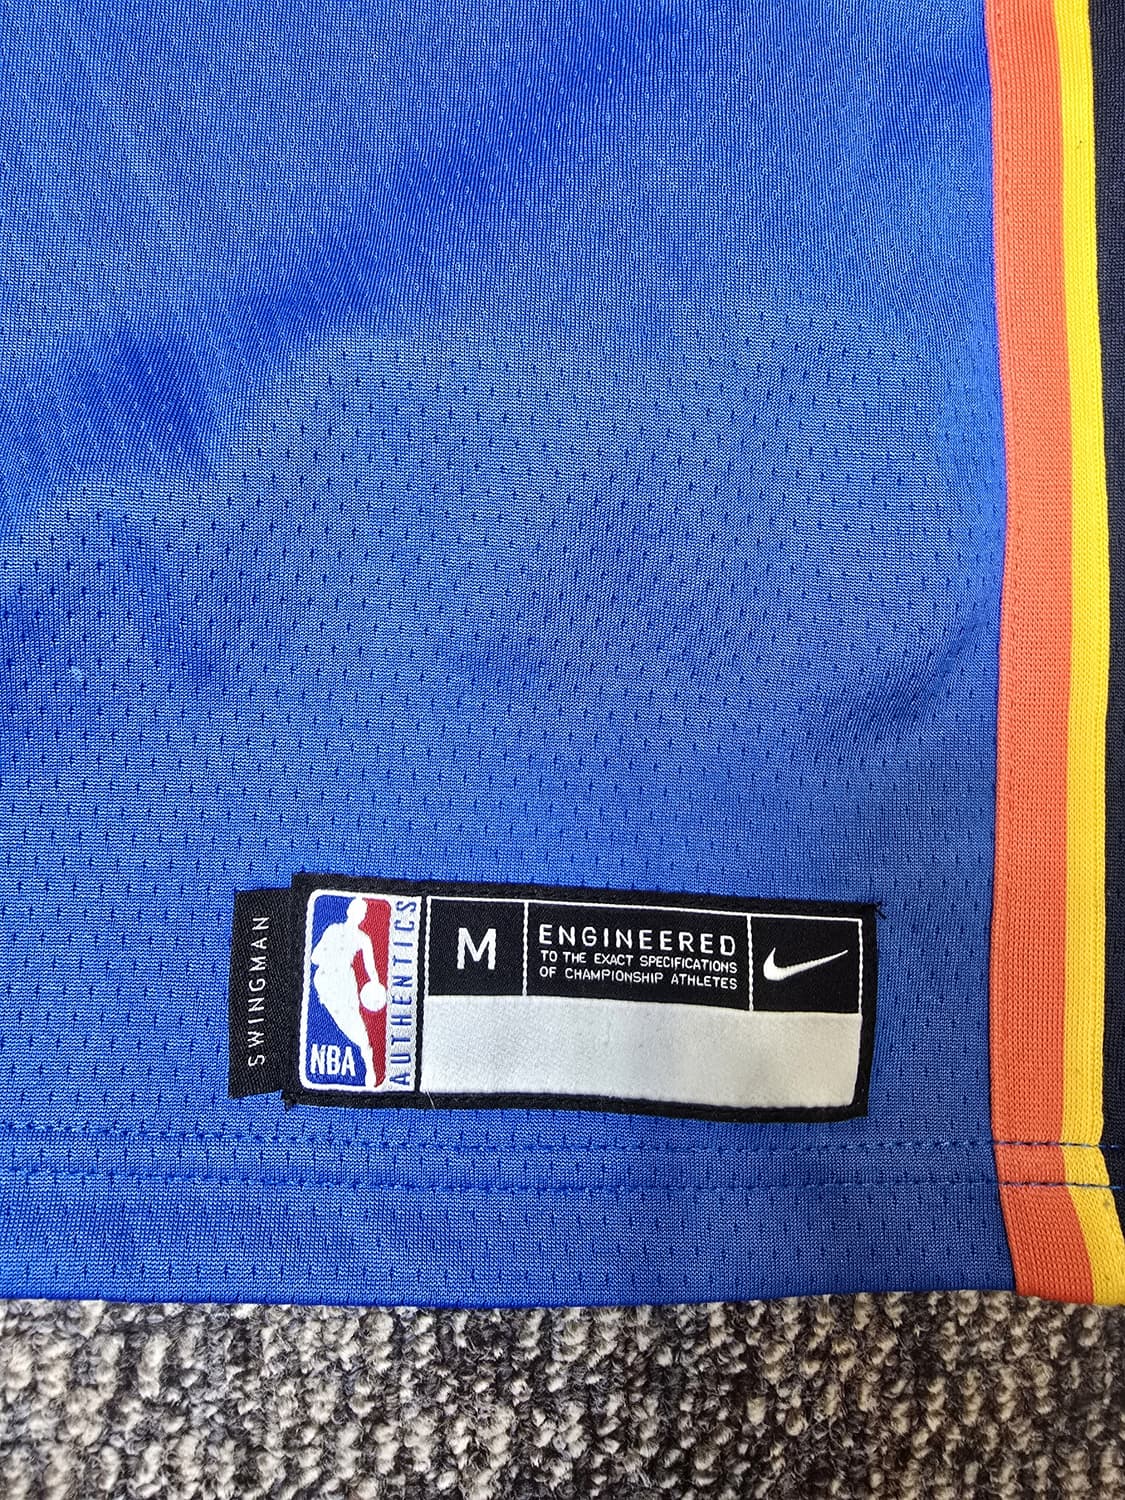 SWINGMAN
NBA
AUTHENTICS
M
ENGINEERED
TO THE EXACT SPECIFICATIONS
OF CHAMPIONSHIP ATHLETES